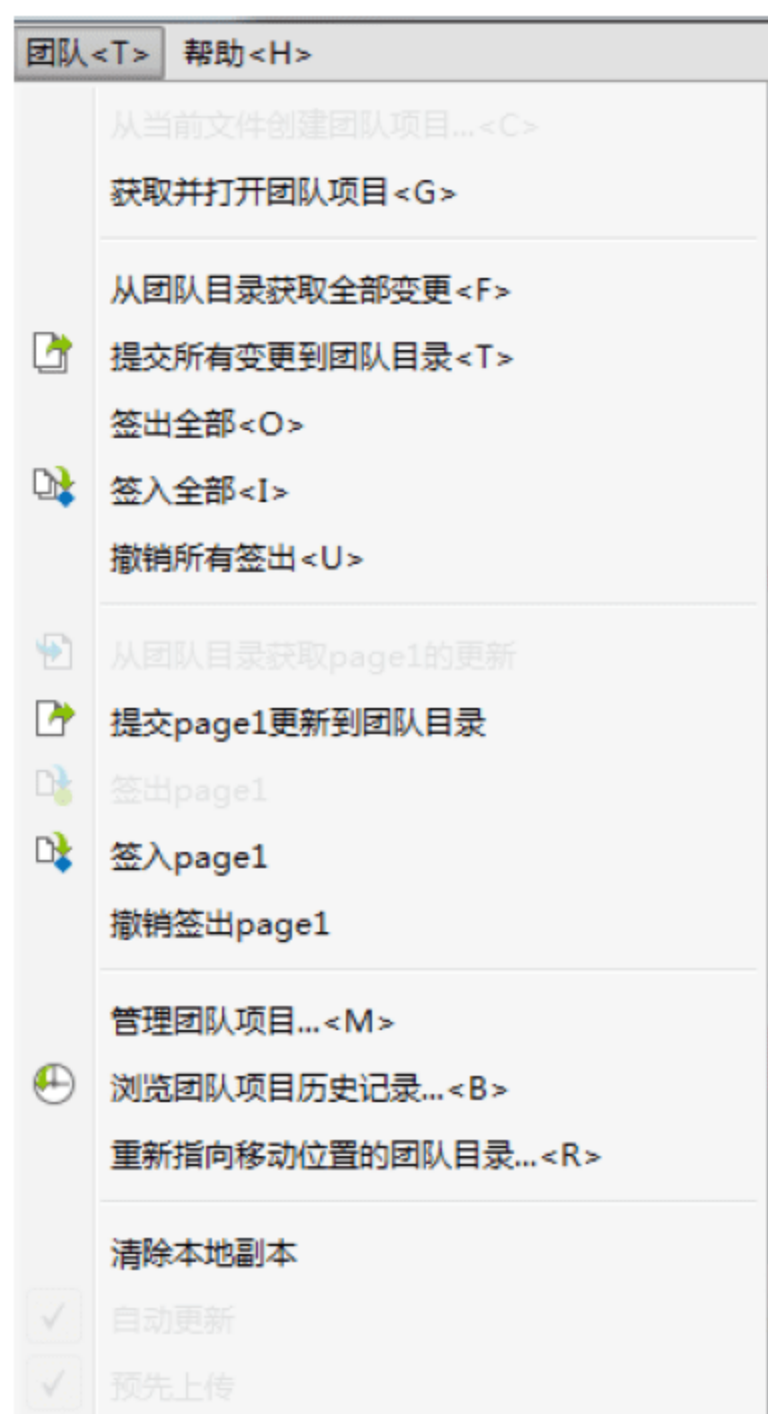 团队<T> 帮助<H>
从当前文件创建团队项目...<C>
获取并打开团队项目<G>
从团队目录获取全部变更<F>
提交所有变更到团队目录<T>
签出全部<O>
签入全部<I>
撤销所有签出<U>
从团队目录获取page1的更新
提交page1更新到团队目录
签出page1
签入page1
撤销签出page1
管理团队项目...<M>
浏览团队项目历史记录...<B>
重新指向移动位置的团队目录...<R>
清除本地副本
自动更新
预先上传